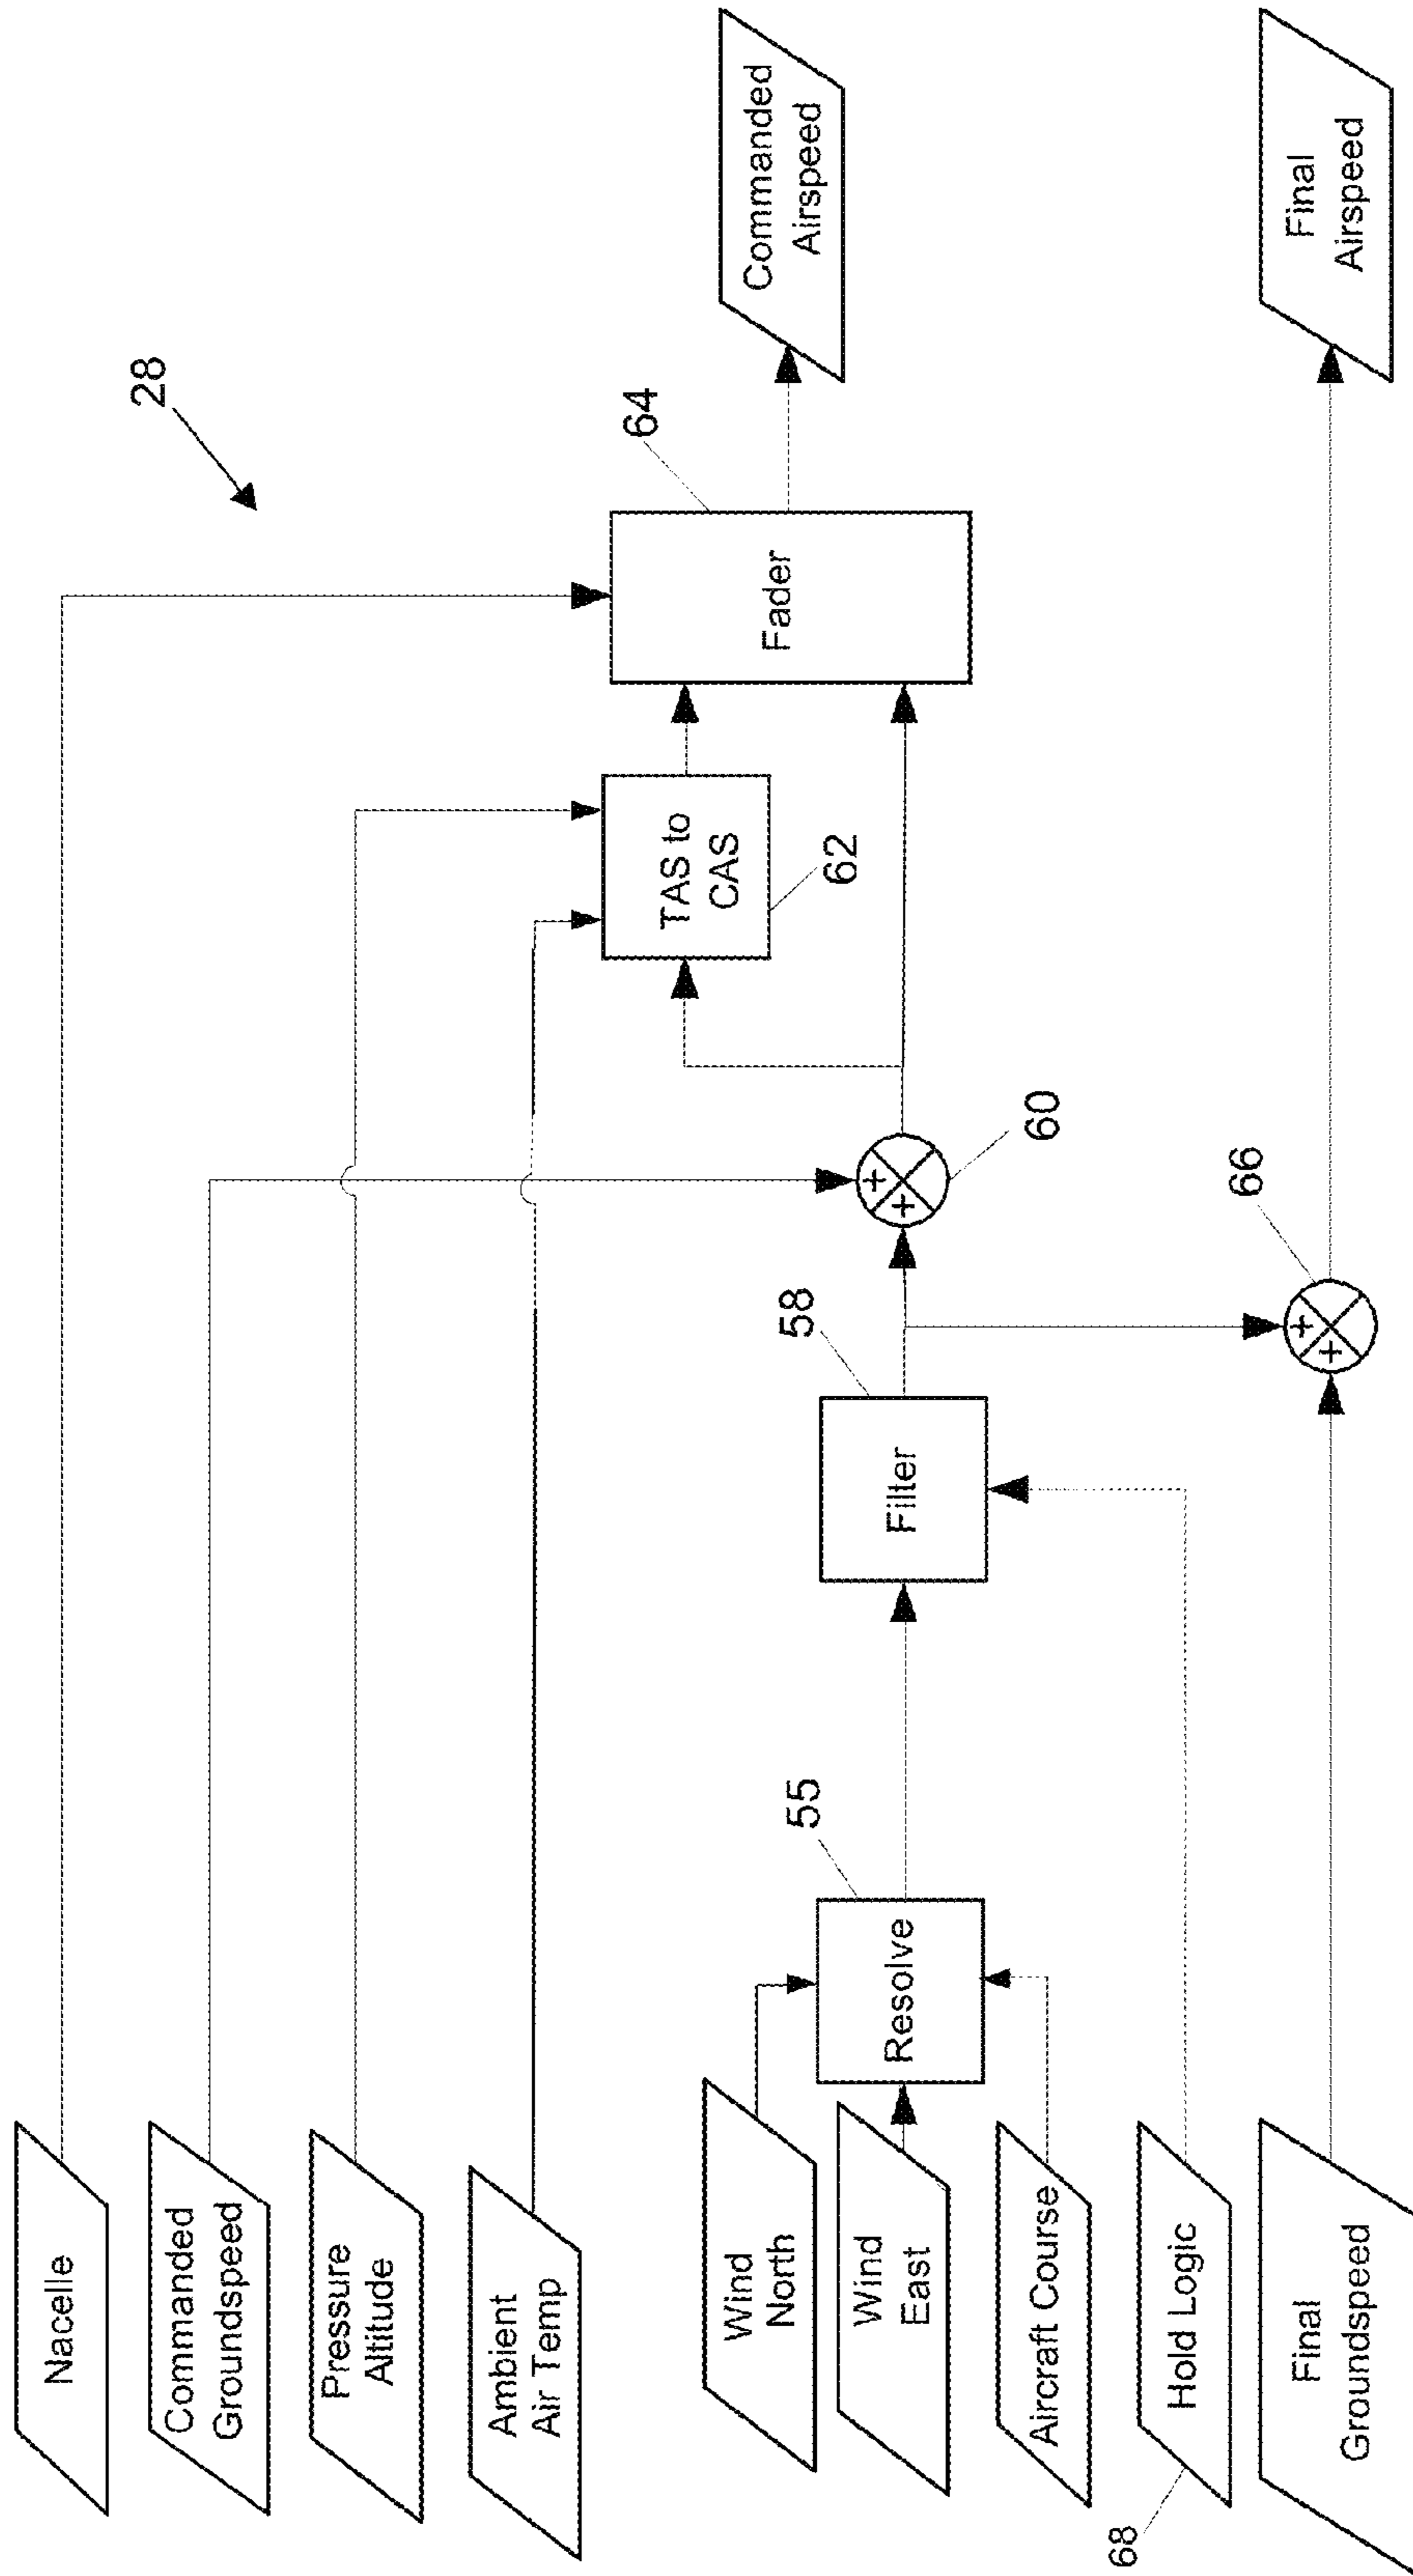 28
Nacelle
Commanded
Groundspeed
Pressure
Altitude
Ambient
Air Temp
Wind
North
Wind
East
Aircraft Course
Hold Logic
68
Final
Groundspeed
Resolve
55
Filter
58
+
+
60
+
+
66
TAS to
CAS
62
Fader
64
Commanded
Airspeed
Final
Airspeed